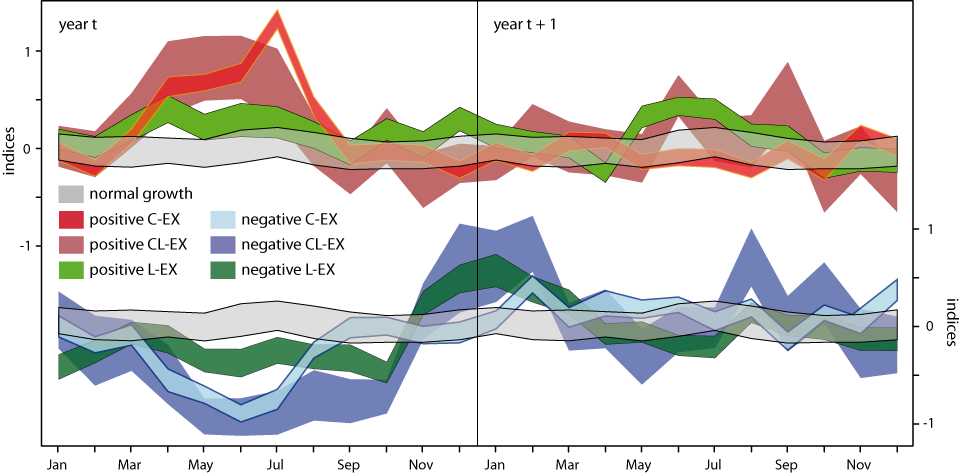 year t
year t + 1
1
0
-1
indices
normal growth
positive C-EX
negative C-EX
positive CL-EX
negative CL-EX
positive L-EX
negative L-EX
1
0
-1
indices
Jan Mar May Jul Sep Nov Jan Mar May Jul Sep Nov